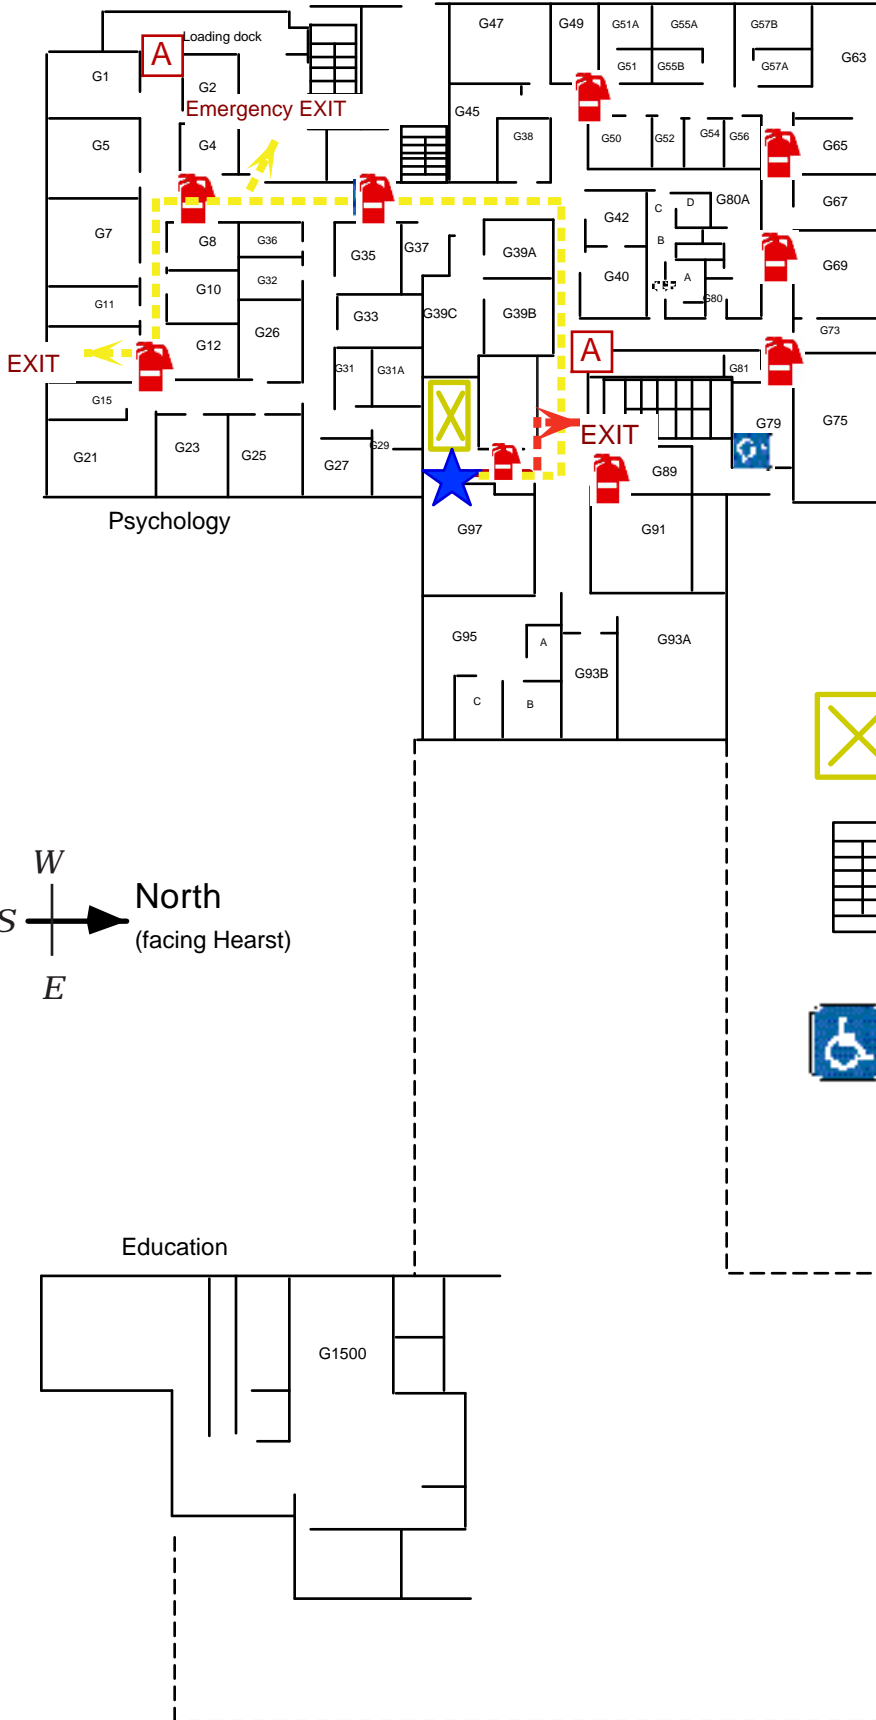 G47
G49
G51A
G55A
G57B
Loading dock
A
G63
G51
G55B
G57A
G1
G2
Emergency EXIT
G45
G38
G50
G52
G54
G56
G5
G4
G65
G7
G8
G36
G35
G37
G39A
G42
C
D
G80A
G67
B
G10
G32
G40
A
G69
G80
G11
G33
G39C
G39B
G12
G26
G73
EXIT
G31
G31A
A
G81
G15
G79
G75
EXIT
G21
G23
G25
G27
G29
G89
Psychology
G97
G91
G95
A
G93A
G93B
C
B
W
North
S
(facing Hearst)
E
Education
G1500